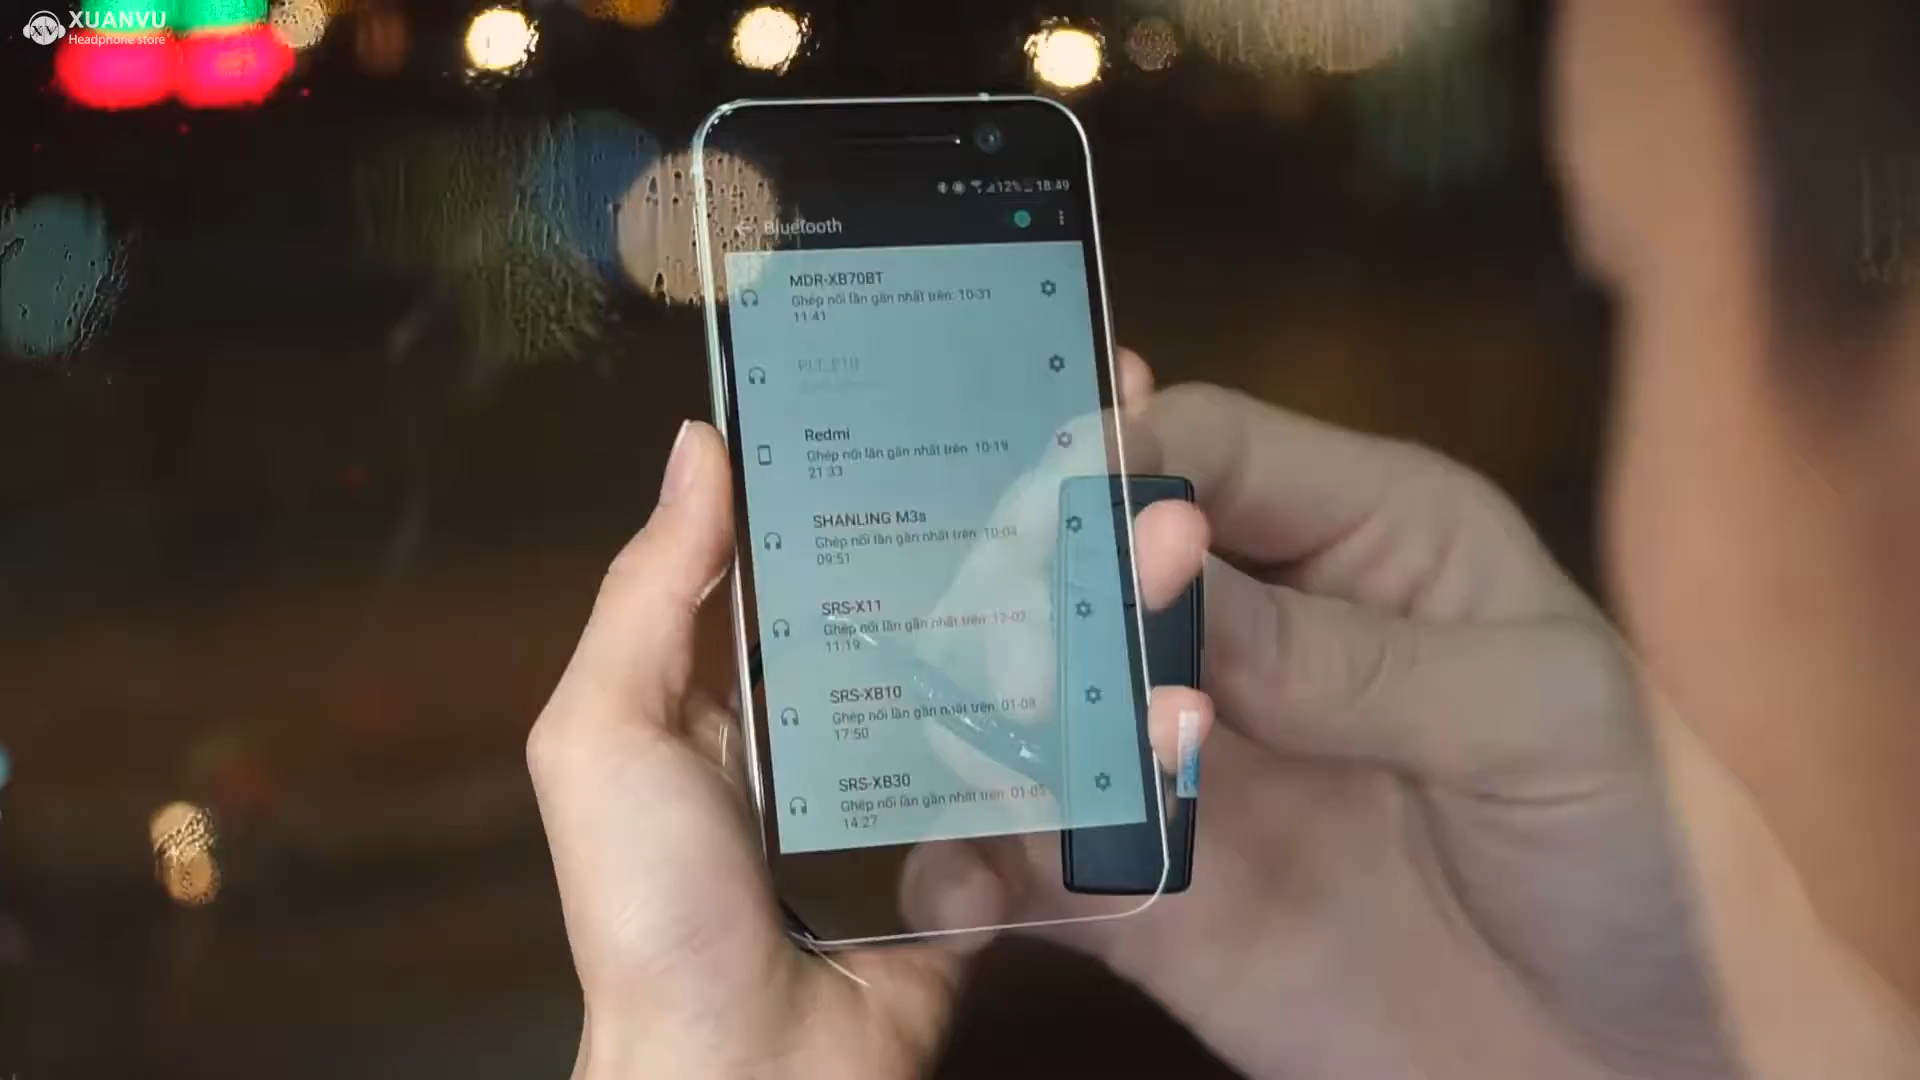 XUANVU
Headphone store
12% 18:49
Bluetooth
MDR-XB70BT
Ghép nối lần gần nhất trên: 10-31
11:41
PLT_E10
Redmi
Ghép nối lần gần nhất trên: 10-19
21:33
SHANLING M3s
Ghép nối lần gần nhất trên: 10-04
09:51
SRS-X11
Ghép nối lần gần nhất trên: 12-02
11:19
SRS-XB10
Ghép nối lần gần nhất trên: 01-08
17:50
SRS-XB30
Ghép nối lần gần nhất trên: 01-05
14:27